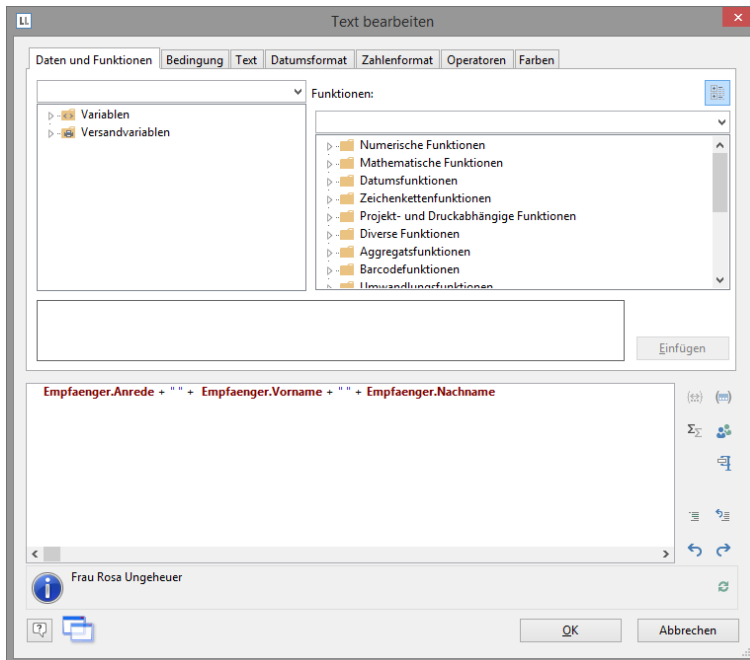 LL
Text bearbeiten
Daten und Funktionen Bedingung Text Datumsformat Zahlenformat Operatoren Farben
Funktionen:
Variablen
Versandvariablen
Numerische Funktionen
Mathematische Funktionen
Datumsfunktionen
Zeichenkettenfunktionen
Projekt- und Druckabhängige Funktionen
Diverse Funktionen
Aggregatsfunktionen
Barcodefunktionen
Umwandlungsfunktionen
Einfügen
Empfaenger.Anrede + " " + Empfaenger.Vorname + " " + Empfaenger.Nachname
Frau Rosa Ungeheuer
OK Abbrechen